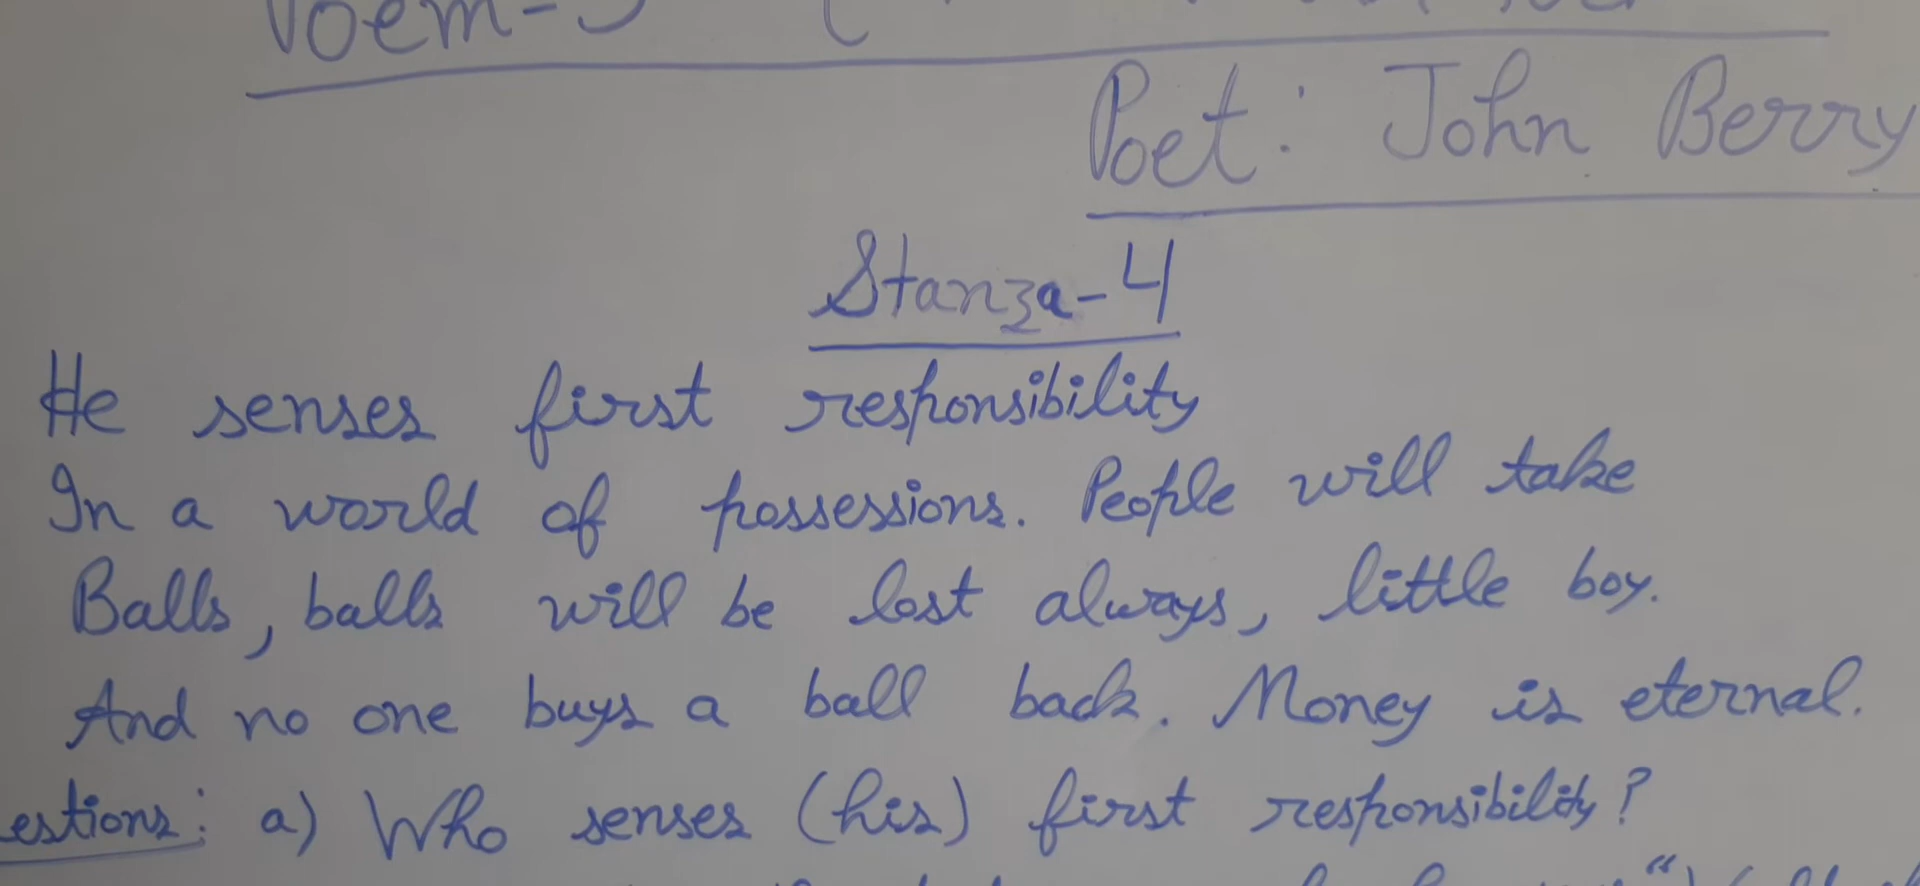 Poem-5 (
Poet: John Berry
Stanza-4
He senses first responsibility
In a world of possessions. People will take
Balls, balls will be lost always, little boy.
And no one buys a ball back. Money is eternal.
estions: a) Who senses (his) first responsibility?